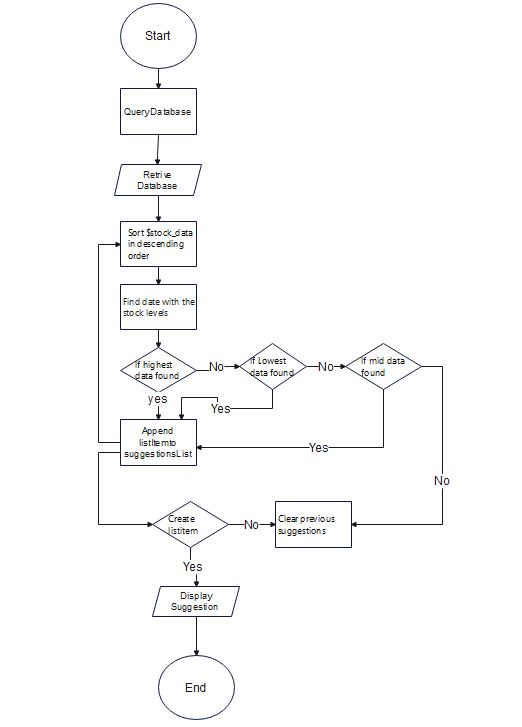 Start
QueryDatabase
Retrive
Database
Sort $stock_data
in descending
order
Find date with the
stock levels
If highest
data found
No
If Lowest
data found
No
If mid data
found
yes
Yes
Append
listItemto
suggestionsList
Yes
No
Create
listitem
No
Clear previous
suggestions
Yes
Display
Suggestion
End